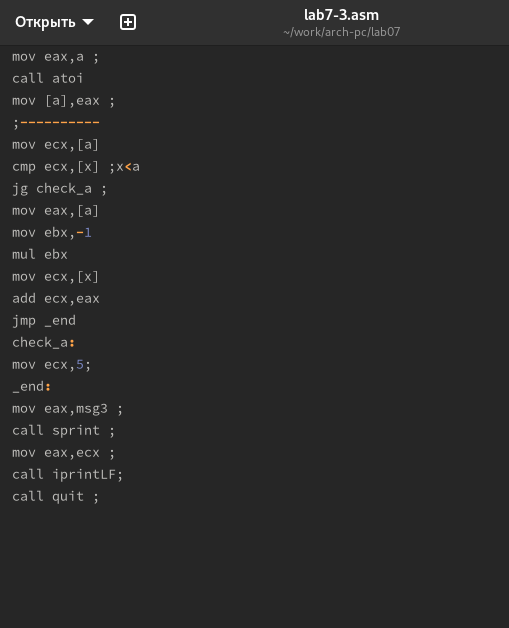 Открыть
lab7-3.asm
~/work/arch-pc/lab07
mov eax,a ;
call atoi
mov [a],eax ;
;----------
mov ecx,[a]
cmp ecx,[x] ;x<a
jg check_a ;
mov eax,[a]
mov ebx,-1
mul ebx
mov ecx,[x]
add ecx,eax
jmp _end
check_a:
mov ecx,5;
_end:
mov eax,msg3 ;
call sprint ;
mov eax,ecx ;
call iprintLF;
call quit ;